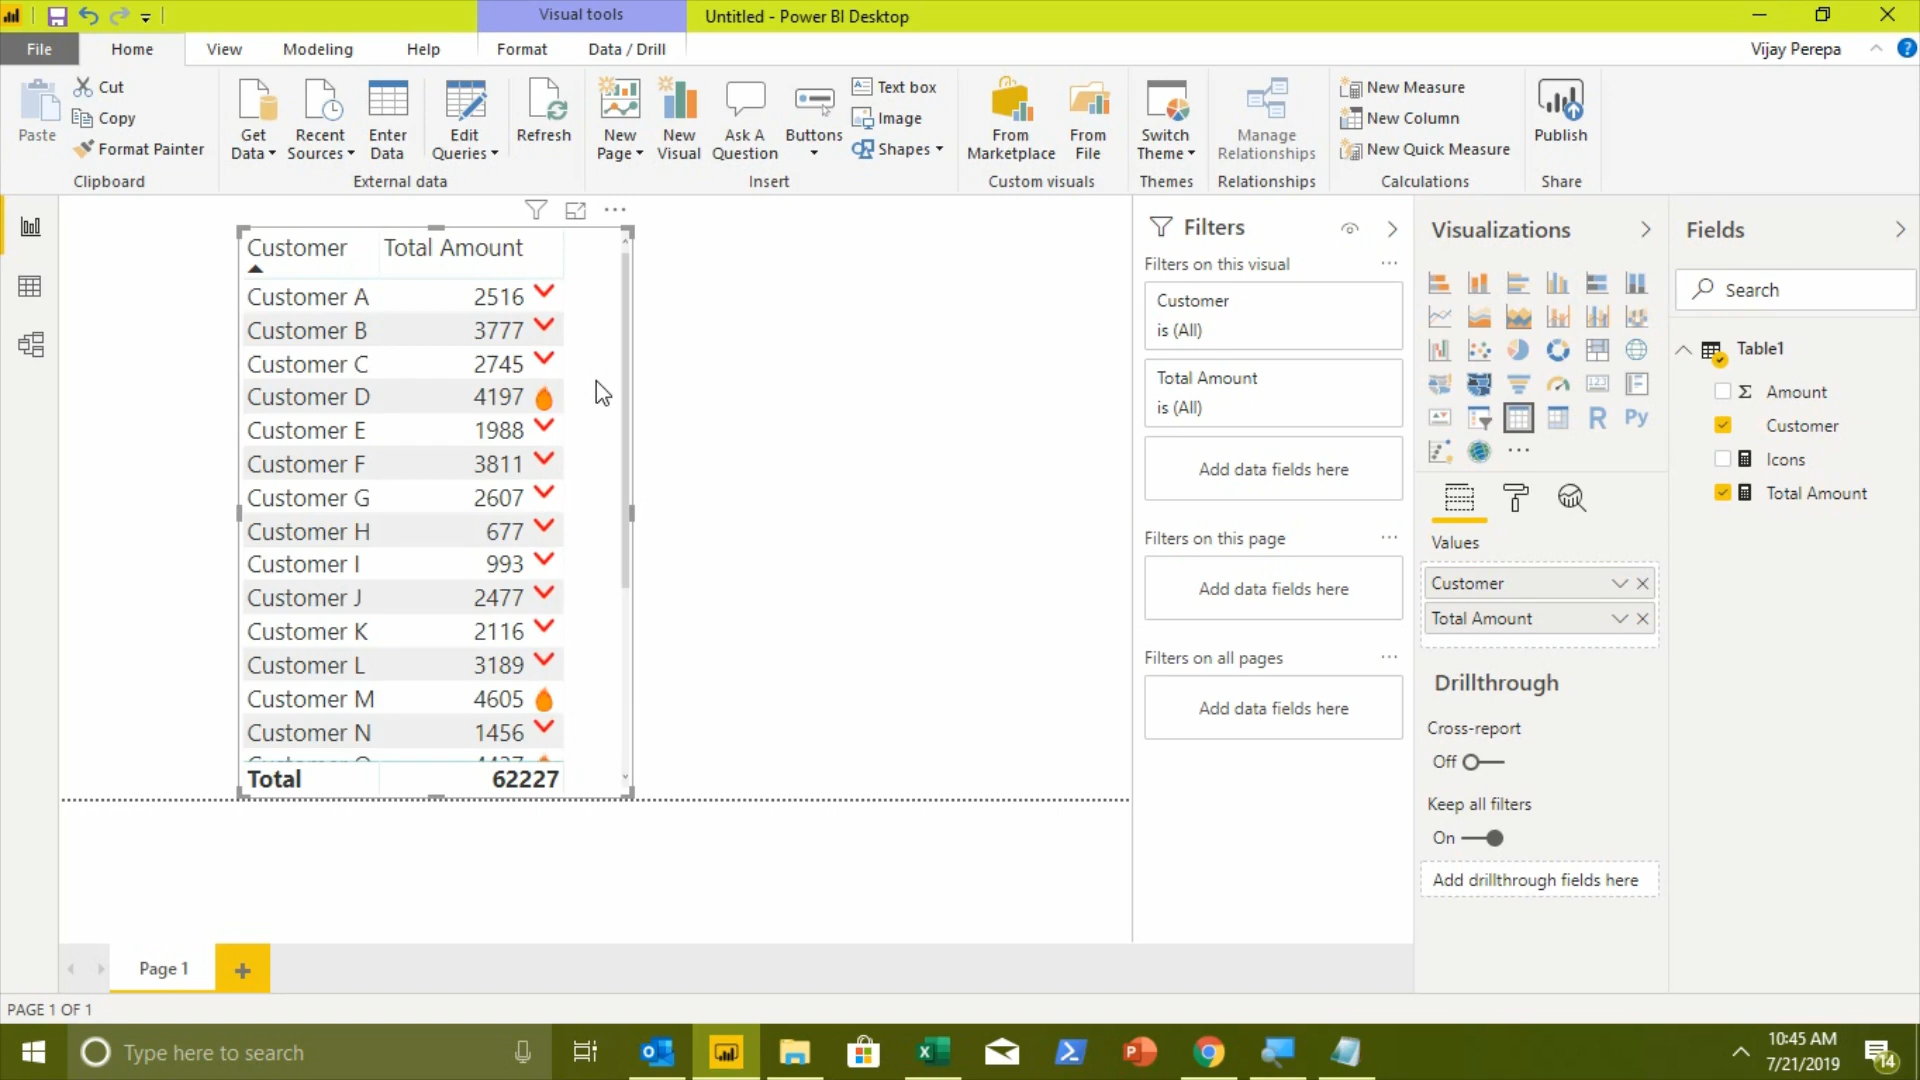 Visual tools
Untitled - Power BI Desktop
File
Home
View
Modeling
Help
Format
Data / Drill
Vijay Perepa
?
Paste
Cut
Copy
Format Painter
Clipboard
Get Data
Recent Sources
Enter Data
Edit Queries
Refresh
External data
New Page
New Visual
Ask A Question
Buttons
Text box
Image
Shapes
Insert
From Marketplace
From File
Custom visuals
Switch Theme
Themes
Manage Relationships
Relationships
New Measure
New Column
New Quick Measure
Calculations
Publish
Share
Customer Total Amount
Customer A 2516
Customer B 3777
Customer C 2745
Customer D 4197
Customer E 1988
Customer F 3811
Customer G 2607
Customer H 677
Customer I 993
Customer J 2477
Customer K 2116
Customer L 3189
Customer M 4605
Customer N 1456
Total 62227
Filters
Filters on this visual
Customer
is (All)
Total Amount
is (All)
Add data fields here
Filters on this page
Add data fields here
Filters on all pages
Add data fields here
Visualizations
R
Py
123
Values
Customer
Total Amount
Drillthrough
Cross-report
Off
Keep all filters
On
Add drillthrough fields here
Fields
Search
Table1
Σ Amount
Customer
Icons
Total Amount
Page 1
PAGE 1 OF 1
Type here to search
10:45 AM
7/21/2019
14